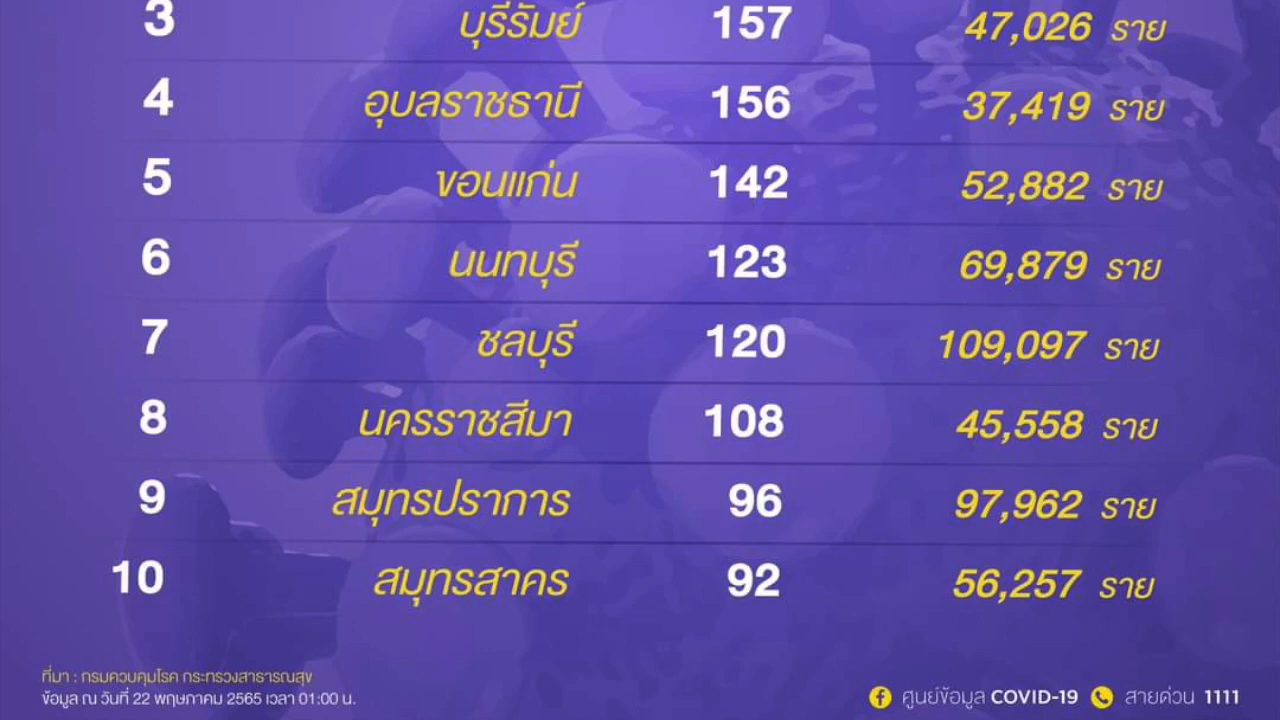 3 บุรีรัมย์ 157 47,026 ราย
4 อุบลราชธานี 156 37,419 ราย
5 ขอนแก่น 142 52,882 ราย
6 นนทบุรี 123 69,879 ราย
7 ชลบุรี 120 109,097 ราย
8 นครราชสีมา 108 45,558 ราย
9 สมุทรปราการ 96 97,962 ราย
10 สมุทรสาคร 92 56,257 ราย
ที่มา : กรมควบคุมโรค กระทรวงสาธารณสุข
ข้อมูล ณ วันที่ 22 พฤษภาคม 2565 เวลา 01:00 น.
ศูนย์ข้อมูล COVID-19 สายด่วน 1111